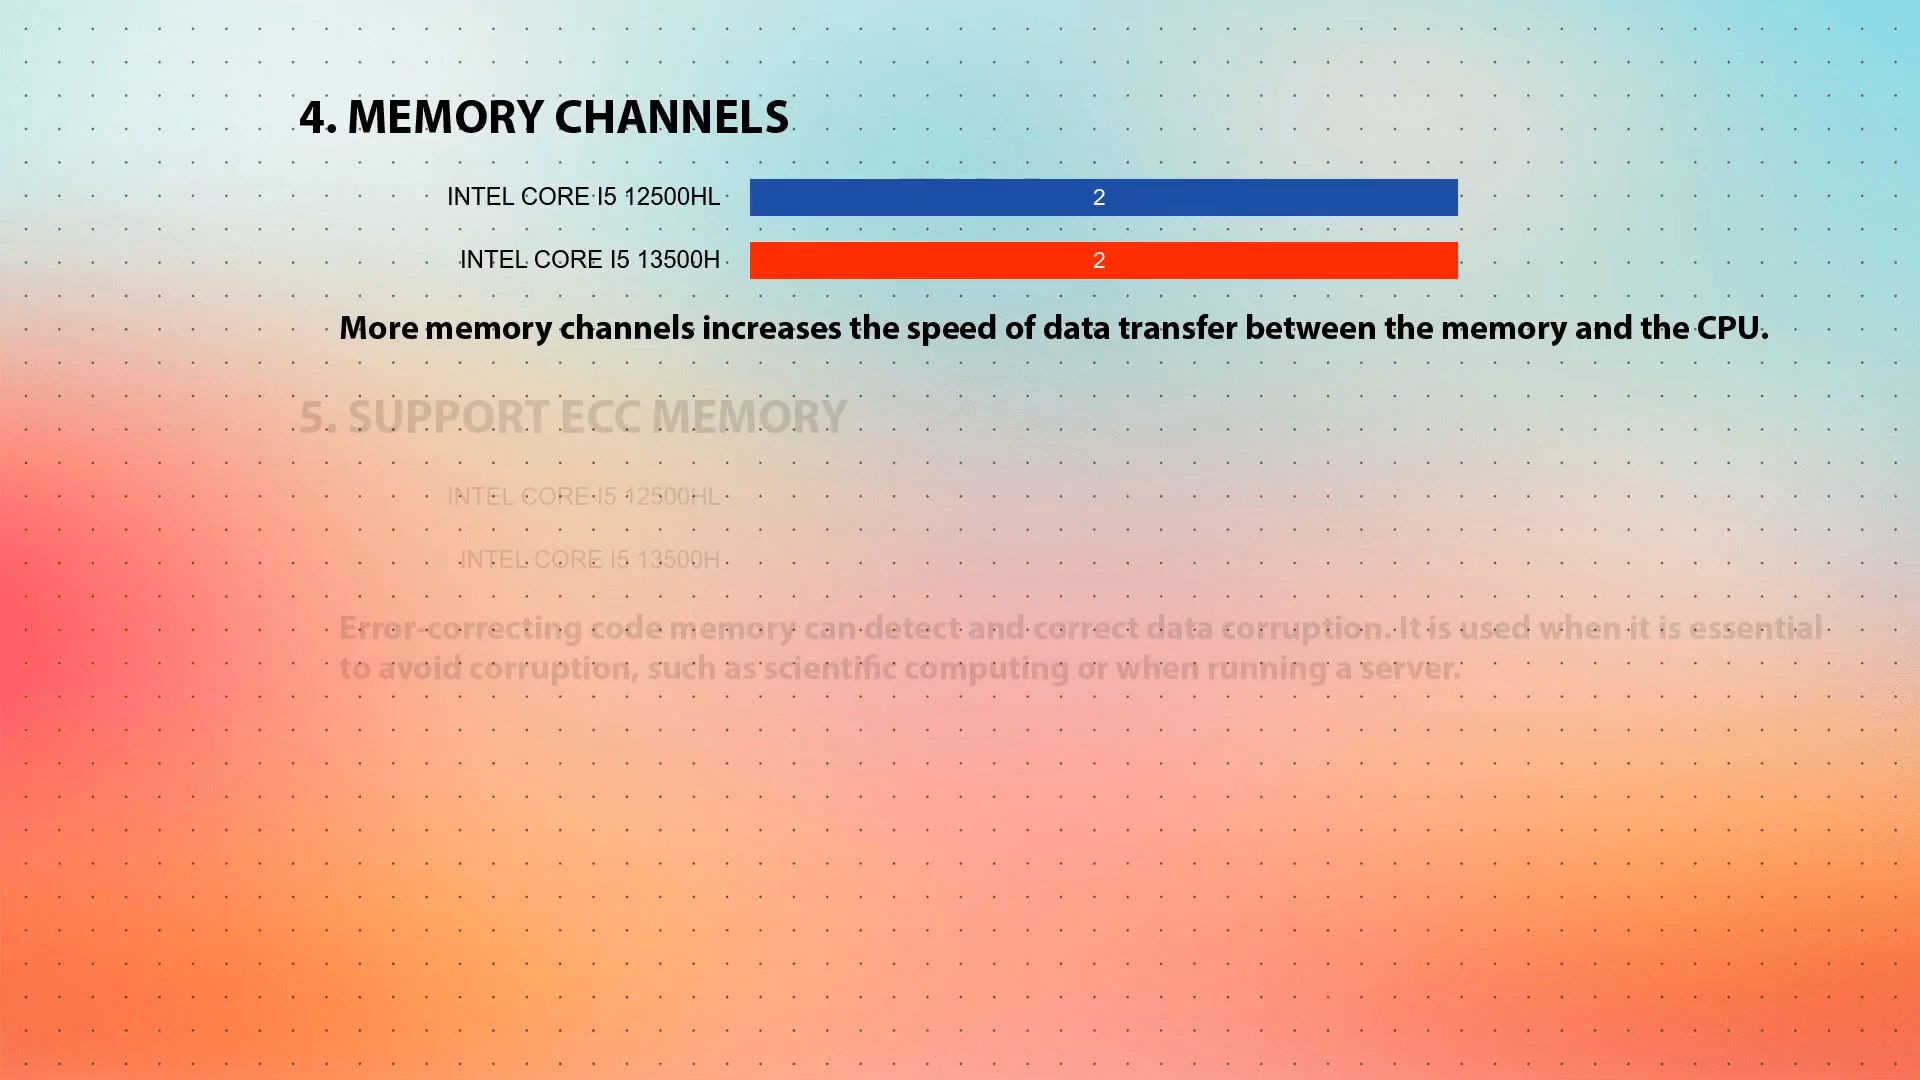 4. MEMORY CHANNELS
INTEL CORE I5 12500HL
2
INTEL CORE I5 13500H
2
More memory channels increases the speed of data transfer between the memory and the CPU.
5. SUPPORT ECC MEMORY
INTEL CORE I5 12500HL
INTEL CORE I5 13500H
Error-correcting code memory can detect and correct data corruption. It is used when it is essential
to avoid corruption, such as scientific computing or when running a server.